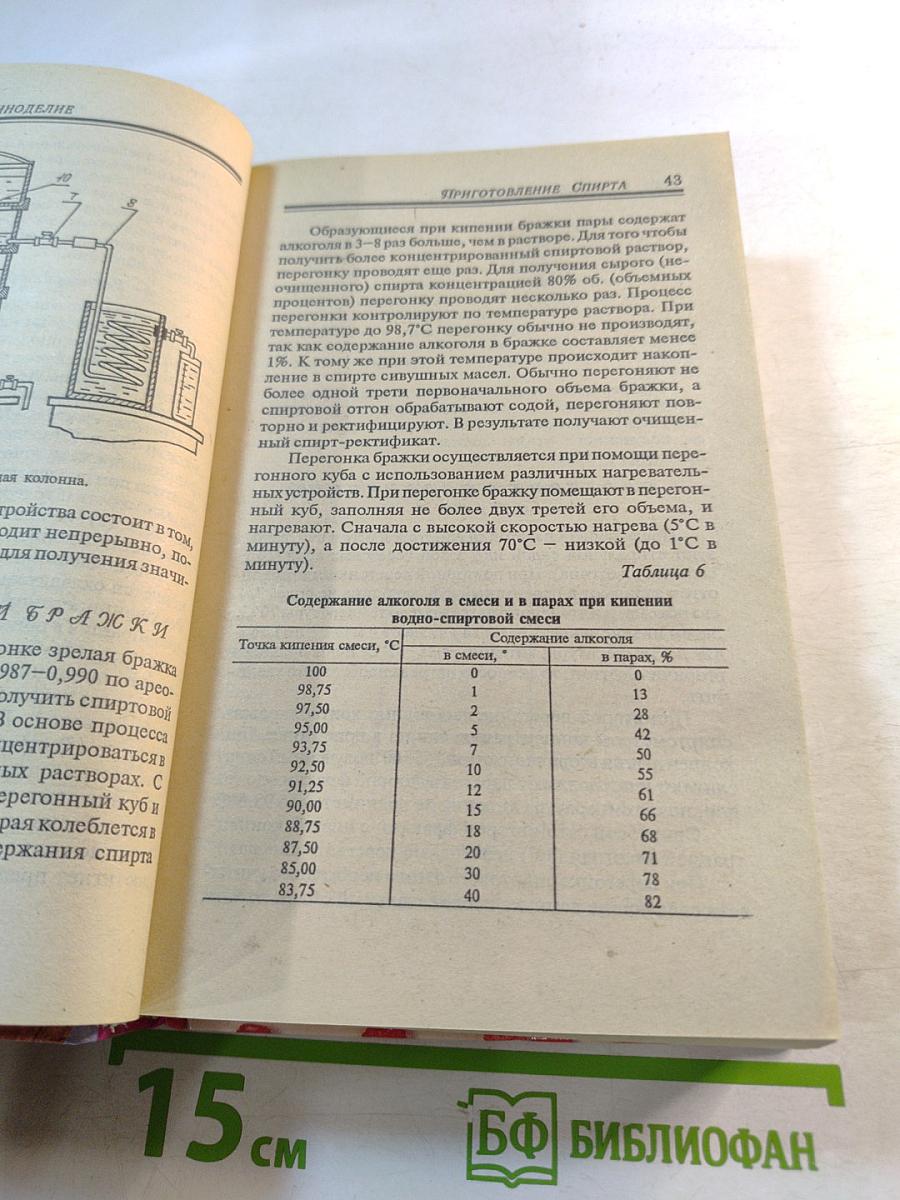 ИНОДЕЛИЕ
10
7
8
ая колонна.
тройства состоит в том,
одит непрерывно, по-
для получения значи-
Й БРАЖКИ
онке зрелая бражка
987—0,990 по арео-
олучить спиртовой
В основе процесса
центрироваться в
ых растворах. С
ерегонный куб и
рая колеблется в
ержания спирта
ПРИГОТОВЛЕНИЕ СПИРТА 43
Образующиеся при кипении бражки пары содержат
алкоголя в 3—8 раз больше, чем в растворе. Для того чтобы
получить более концентрированный спиртовой раствор,
перегонку проводят еще раз. Для получения сырого (не-
очищенного) спирта концентрацией 80% об. (объемных
процентов) перегонку проводят несколько раз. Процесс
перегонки контролируют по температуре раствора. При
температуре до 98,7°С перегонку обычно не производят,
так как содержание алкоголя в бражке составляет менее
1%. К тому же при этой температуре происходит накоп-
ление в спирте сивушных масел. Обычно перегоняют не
более одной трети первоначального объема бражки, а
спиртовой отгон обрабатывают содой, перегоняют пов-
торно и ректифицируют. В результате получают очищен-
ный спирт-ректификат.
Перегонка бражки осуществляется при помощи пере-
гонного куба с использованием различных нагреватель-
ных устройств. При перегонке бражку помещают в перегон-
ный куб, заполняя не более двух третей его объема, и
нагревают. Сначала с высокой скоростью нагрева (5°С в
минуту), а после достижения 70°С — низкой (до 1°С в
минуту).
Таблица 6
Содержание алкоголя в смеси и в парах при кипении
водно-спиртовой смеси
Точка кипения смеси, °С Содержание алкоголя
в смеси, ° в парах, %
100 0 0
98,75 1 13
97,50 2 28
95,00 5 42
93,75 7 50
92,50 10 55
91,25 12 61
90,00 15 66
88,75 18 68
87,50 20 71
85,00 30 78
83,75 40 82
15 см
БФ БИБЛИОФАН